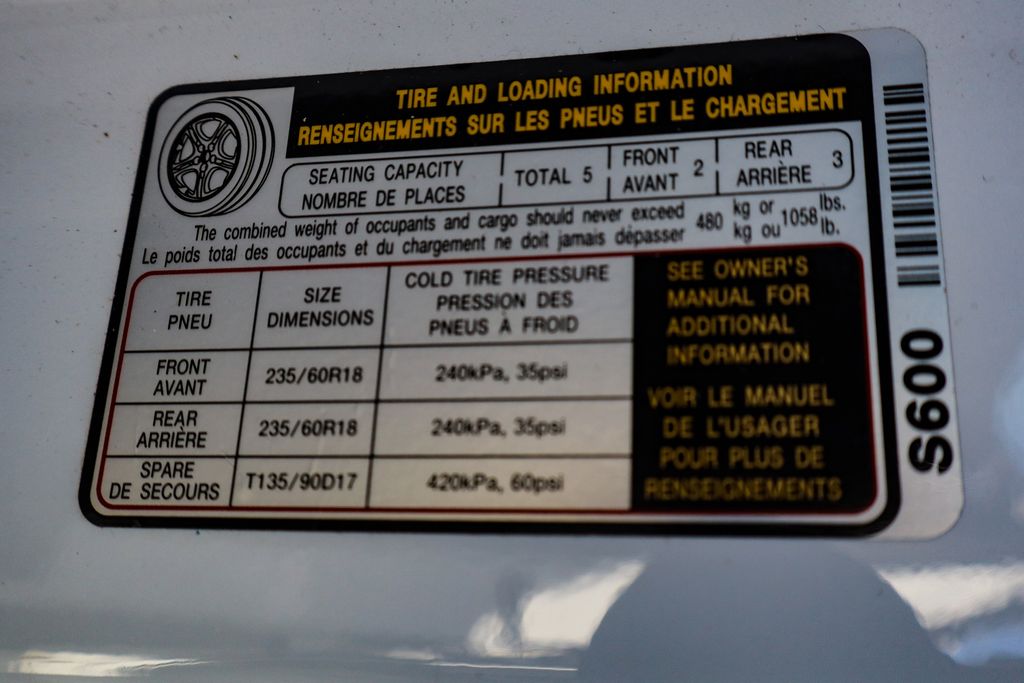 TIRE AND LOADING INFORMATION
RENSEIGNEMENTS SUR LES PNEUS ET LE CHARGEMENT
SEATING CAPACITY
NOMBRE DE PLACES
TOTAL 5
FRONT
AVANT
2
REAR
ARRIÈRE
3
The combined weight of occupants and cargo should never exceed 480 kg or 1058 lbs.
Le poids total des occupants et du chargement ne doit jamais dépasser kg ou lb.
TIRE
PNEU
SIZE
DIMENSIONS
COLD TIRE PRESSURE
PRESSION DES
PNEUS À FROID
FRONT
AVANT
235/60R18
240kPa, 35psi
REAR
ARRIÈRE
235/60R18
240kPa, 35psi
SPARE
DE SECOURS
T135/90D17
420kPa, 60psi
SEE OWNER'S
MANUAL FOR
ADDITIONAL
INFORMATION
VOIR LE MANUEL
DE L'USAGER
POUR PLUS DE
RENSEIGNEMENTS
S600